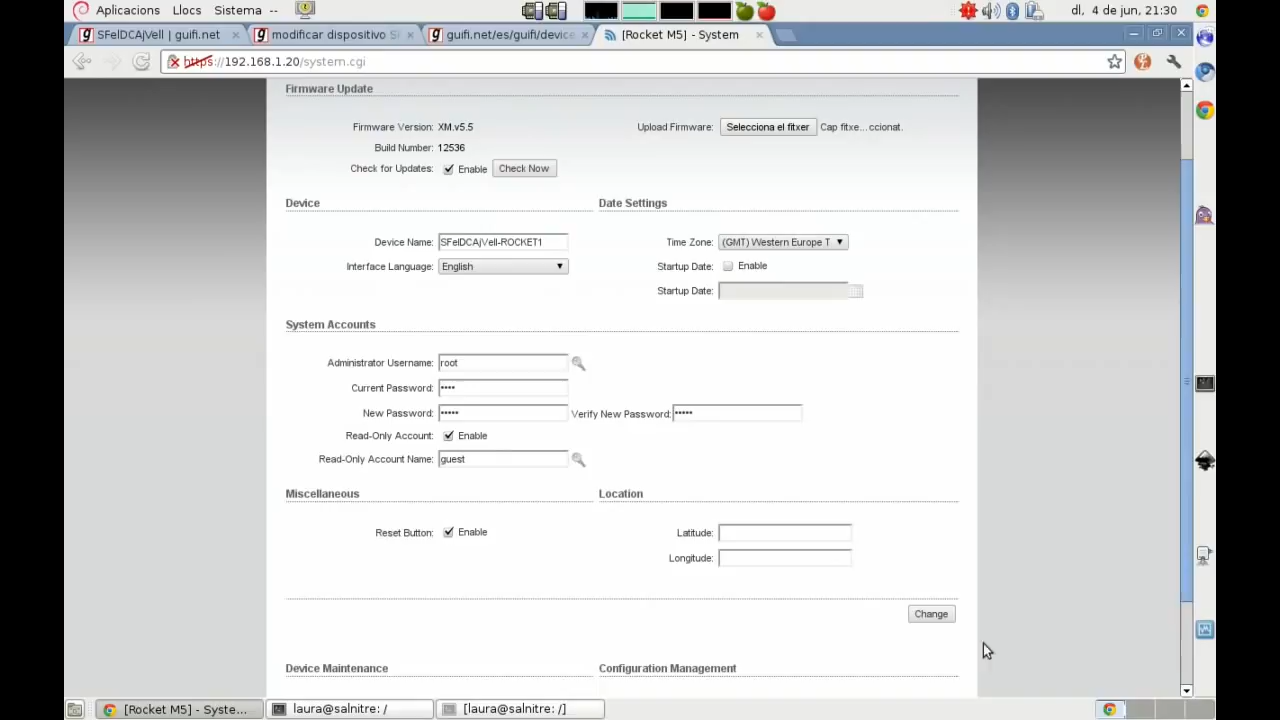 Aplicacions Llocs Sistema -- dl, 4 de jun, 21:30
SFelDCAjVell | guifi.net × modificar dispositivo S × guifi.net/es/guifi/device × [Rocket M5] - System ×
https://192.168.1.20/system.cgi
Firmware Update
Firmware Version: XM.v5.5 Upload Firmware: Selecciona el fitxer Cap fitxe...ccionat.
Build Number: 12536
Check for Updates: Enable Check Now
Device Date Settings
Device Name: SFelDCAjVell-ROCKET1 Time Zone: (GMT) Western Europe T
Interface Language: English Startup Date: Enable
Startup Date:
System Accounts
Administrator Username: root
Current Password: ••••
New Password: ••••• Verify New Password: •••••
Read-Only Account: Enable
Read-Only Account Name: guest
Miscellaneous Location
Reset Button: Enable Latitude:
Longitude:
Change
Device Maintenance Configuration Management
[Rocket M5] - Syste... laura@salnitre: / [laura@salnitre: /]